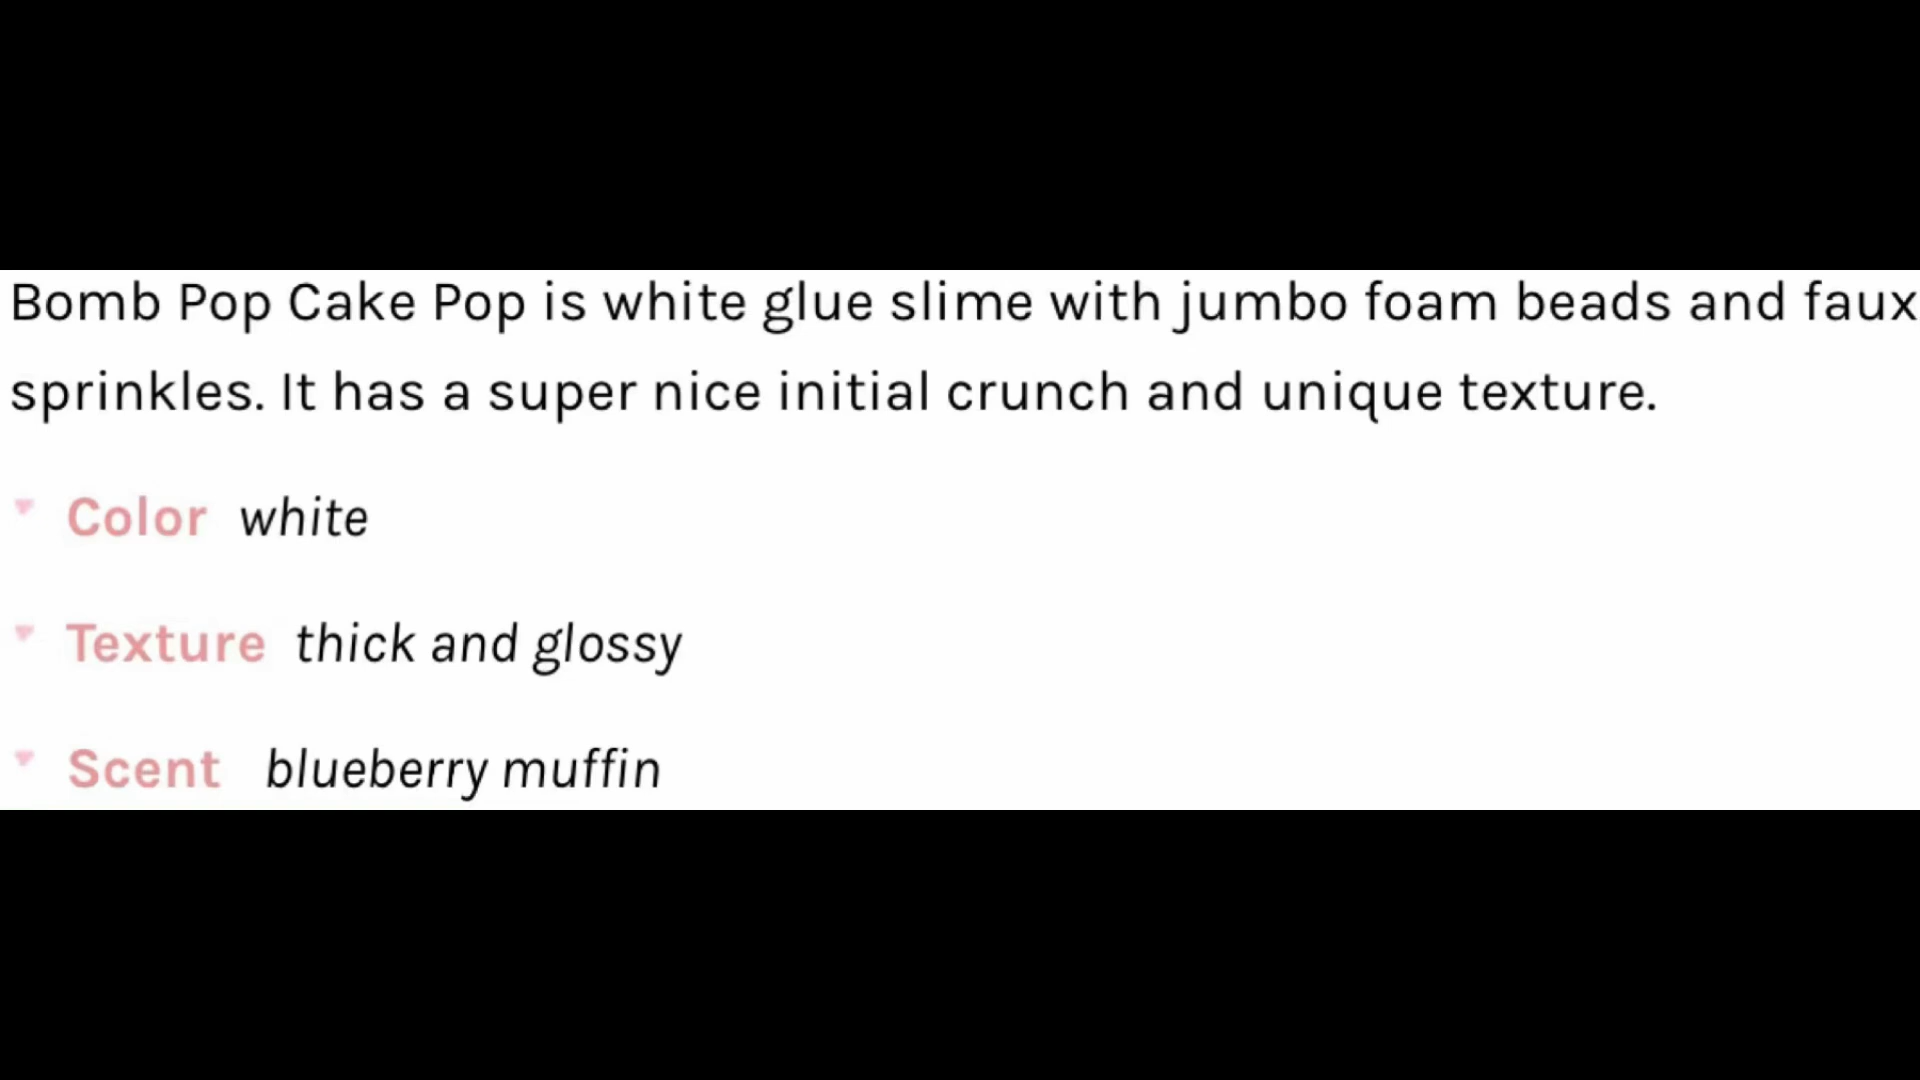 Bomb Pop Cake Pop is white glue slime with jumbo foam beads and faux
sprinkles. It has a super nice initial crunch and unique texture.
Color white
Texture thick and glossy
Scent blueberry muffin